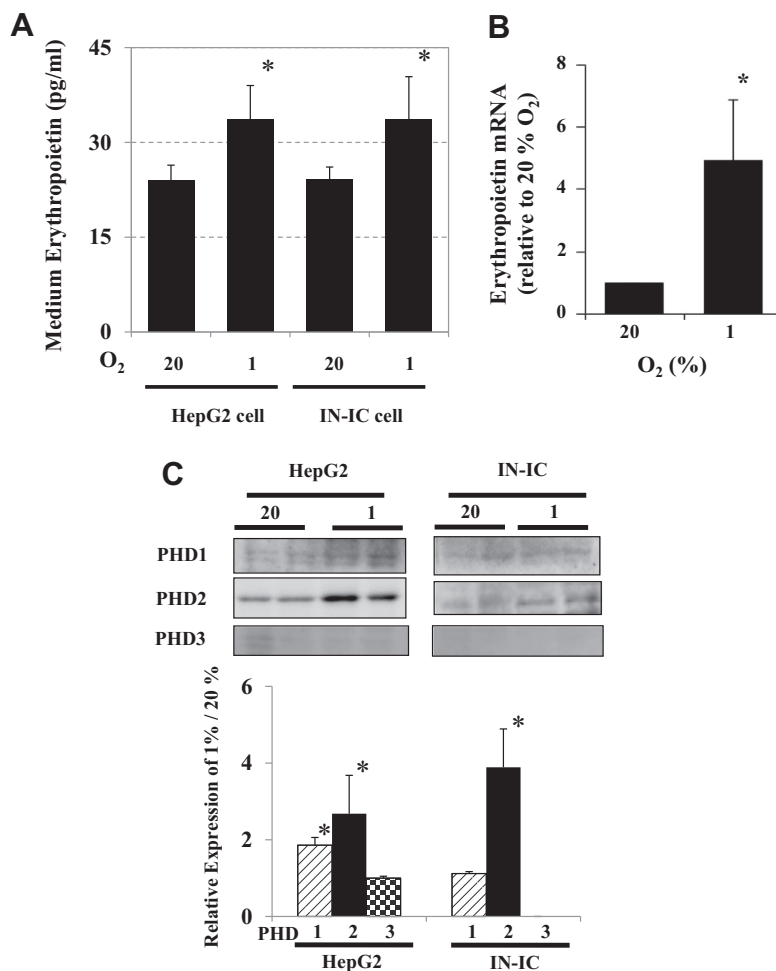 A
Medium Erythropoietin (pg/ml)
45
30
15
0
*
*
O2 20 1 20 1
HepG2 cell IN-IC cell
B
Erythropoietin mRNA
(relative to 20 % O2)
8
6
4
2
0
*
20 1
O2 (%)
C
HepG2 IN-IC
20 1 20 1
PHD1
PHD2
PHD3
Relative Expression of 1% / 20 %
6
4
2
0
*
*
*
PHD 1 2 3 1 2 3
HepG2 IN-IC